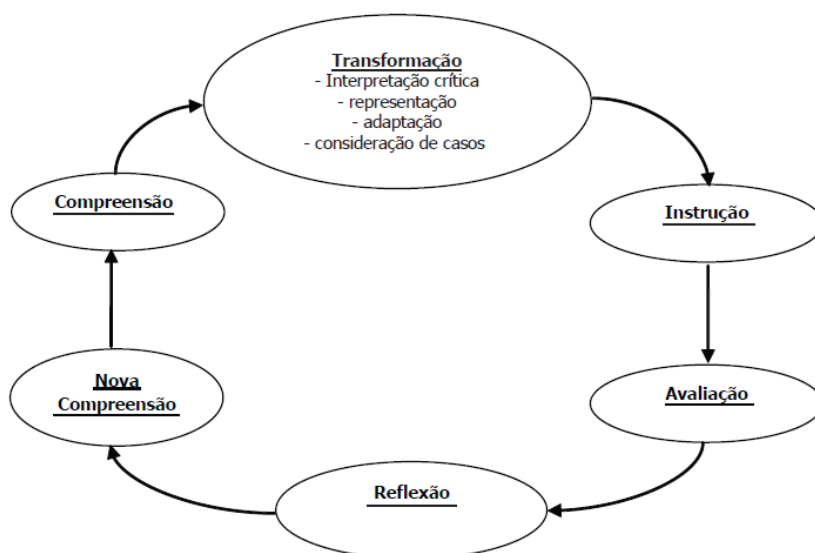 Transformação
- Interpretação crítica
- representação
- adaptação
- consideração de casos
Compreensão
Instrução
Nova
Compreensão
Avaliação
Reflexão